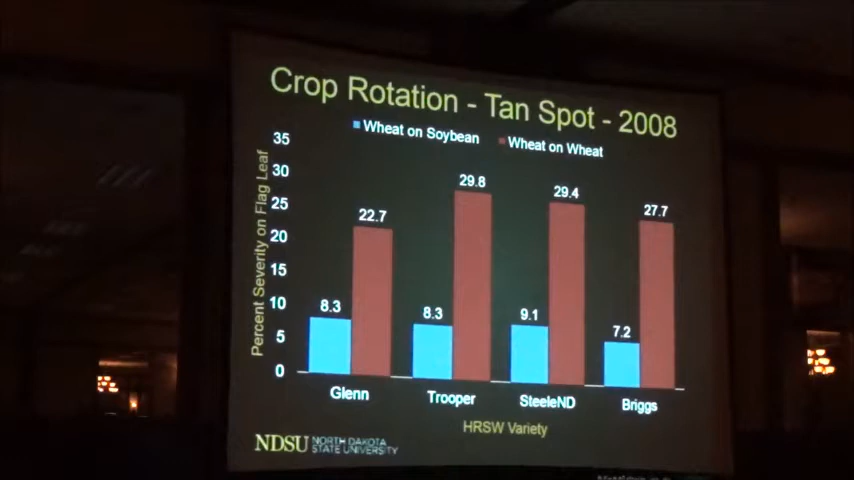 Crop Rotation - Tan Spot - 2008
Wheat on Soybean Wheat on Wheat
Percent Severity on Flag Leaf
35
30
25
20
15
10
5
0
8.3
22.7
8.3
29.8
9.1
29.4
7.2
27.7
Glenn Trooper SteeleND Briggs
HRSW Variety
NDSU NORTH DAKOTA
STATE UNIVERSITY